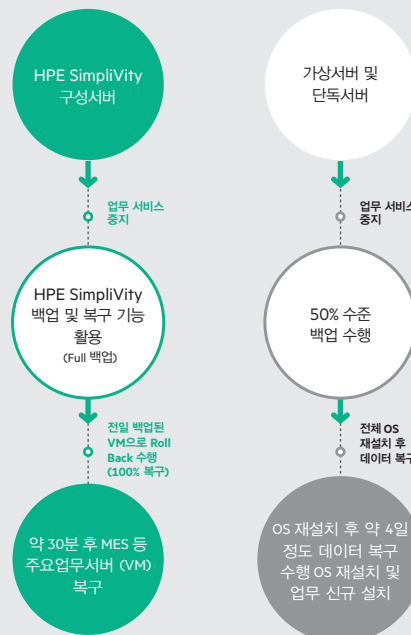 HPE SimpliVity
구성서버
업무 서비스
중지
HPE SimpliVity
백업 및 복구 기능
활용
(Full 백업)
전일 백업된
VM으로 Roll
Back 수행
(100% 복구)
약 30분 후 MES 등
주요업무서버 (VM)
복구
가상서버 및
단독서버
업무 서비스
중지
50% 수준
백업 수행
전체 OS
재설치 후
데이터 복구
OS 재설치 후 약 4일
정도 데이터 복구
수행 OS 재설치 및
업무 신규 설치